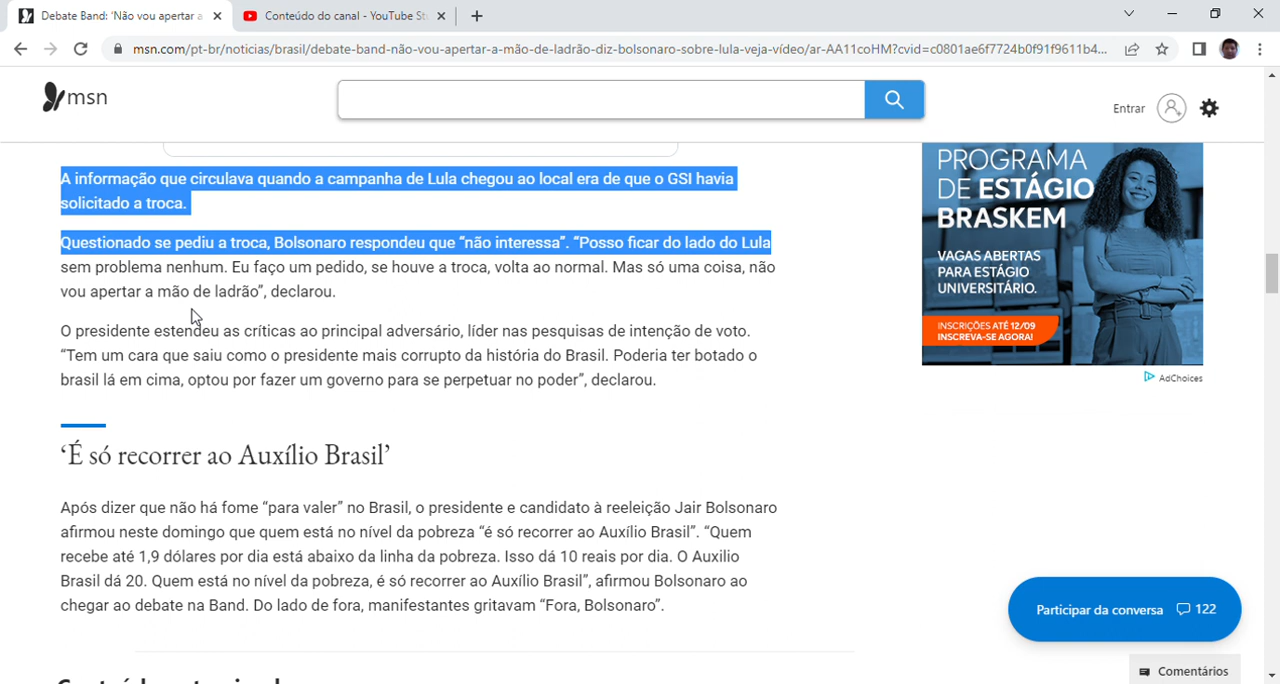 Debate Band: 'Não vou apertar a
Conteúdo do canal - YouTube St
msn.com/pt-br/noticias/brasil/debate-band-não-vou-apertar-a-mão-de-ladrão-diz-bolsonaro-sobre-lula-veja-vídeo/ar-AA11coHM?cvid=c0801ae6f7724b0f91f9611b4...
msn
Entrar
A informação que circulava quando a campanha de Lula chegou ao local era de que o GSI havia
solicitado a troca.
Questionado se pediu a troca, Bolsonaro respondeu que “não interessa”. “Posso ficar do lado do Lula
sem problema nenhum. Eu faço um pedido, se houve a troca, volta ao normal. Mas só uma coisa, não
vou apertar a mão de ladrão”, declarou.
O presidente estendeu as críticas ao principal adversário, líder nas pesquisas de intenção de voto.
“Tem um cara que saiu como o presidente mais corrupto da história do Brasil. Poderia ter botado o
brasil lá em cima, optou por fazer um governo para se perpetuar no poder”, declarou.
‘É só recorrer ao Auxílio Brasil’
Após dizer que não há fome “para valer” no Brasil, o presidente e candidato à reeleição Jair Bolsonaro
afirmou neste domingo que quem está no nível da pobreza “é só recorrer ao Auxílio Brasil”. “Quem
recebe até 1,9 dólares por dia está abaixo da linha da pobreza. Isso dá 10 reais por dia. O Auxilio
Brasil dá 20. Quem está no nível da pobreza, é só recorrer ao Auxílio Brasil”, afirmou Bolsonaro ao
chegar ao debate na Band. Do lado de fora, manifestantes gritavam “Fora, Bolsonaro”.
PROGRAMA
DE ESTÁGIO
BRASKEM
VAGAS ABERTAS
PARA ESTÁGIO
UNIVERSITÁRIO.
INSCRIÇÕES ATÉ 12/09
INSCREVA-SE AGORA!
AdChoices
Participar da conversa 122
Comentários